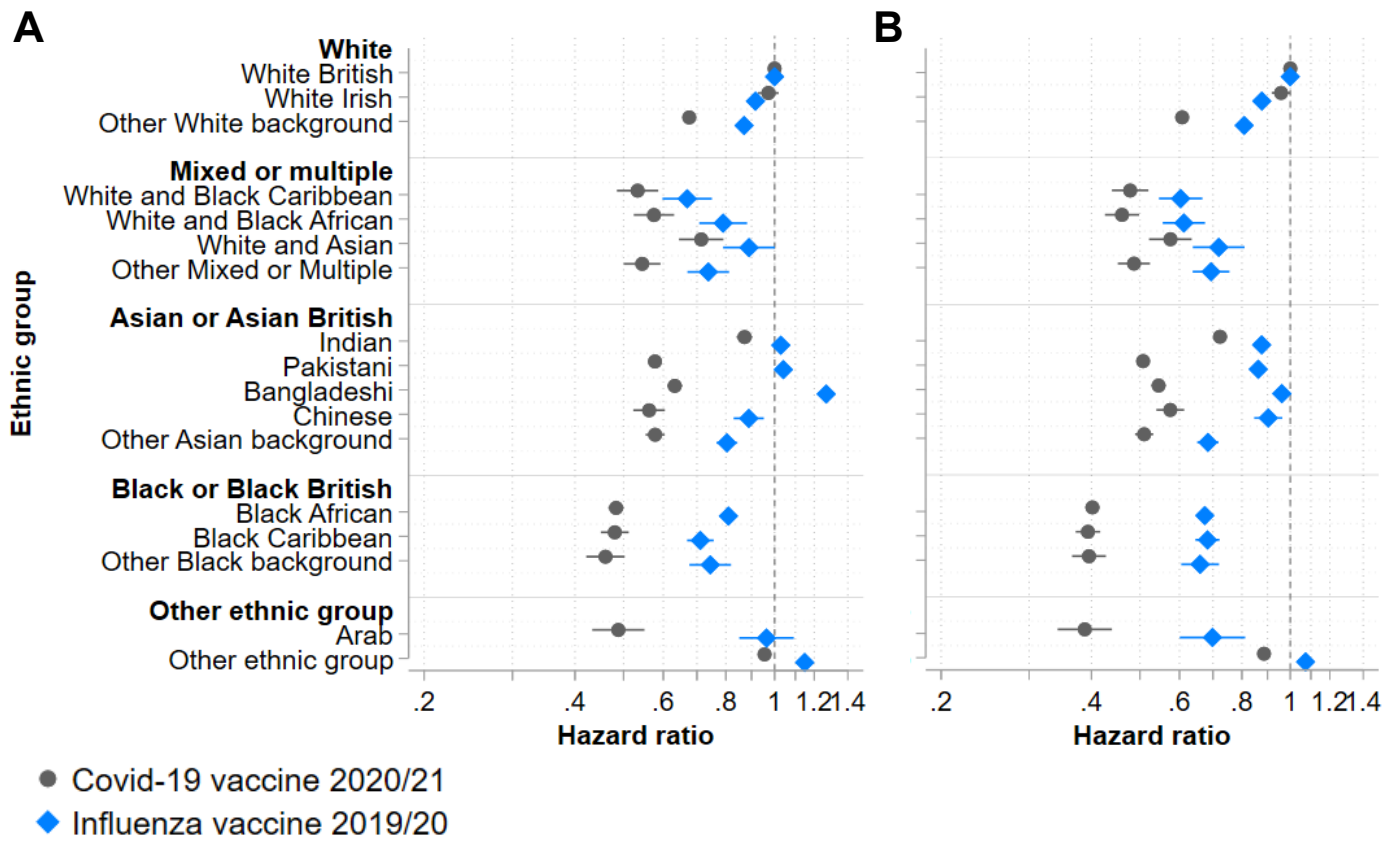 A
B
White
White British
White Irish
Other White background
Mixed or multiple
White and Black Caribbean
White and Black African
White and Asian
Other Mixed or Multiple
Asian or Asian British
Indian
Pakistani
Bangladeshi
Chinese
Other Asian background
Black or Black British
Black African
Black Caribbean
Other Black background
Other ethnic group
Arab
Other ethnic group
Ethnic group
.2 .4 .6 .8 1 1.2 1.4
Hazard ratio
.2 .4 .6 .8 1 1.2 1.4
Hazard ratio
Covid-19 vaccine 2020/21
Influenza vaccine 2019/20